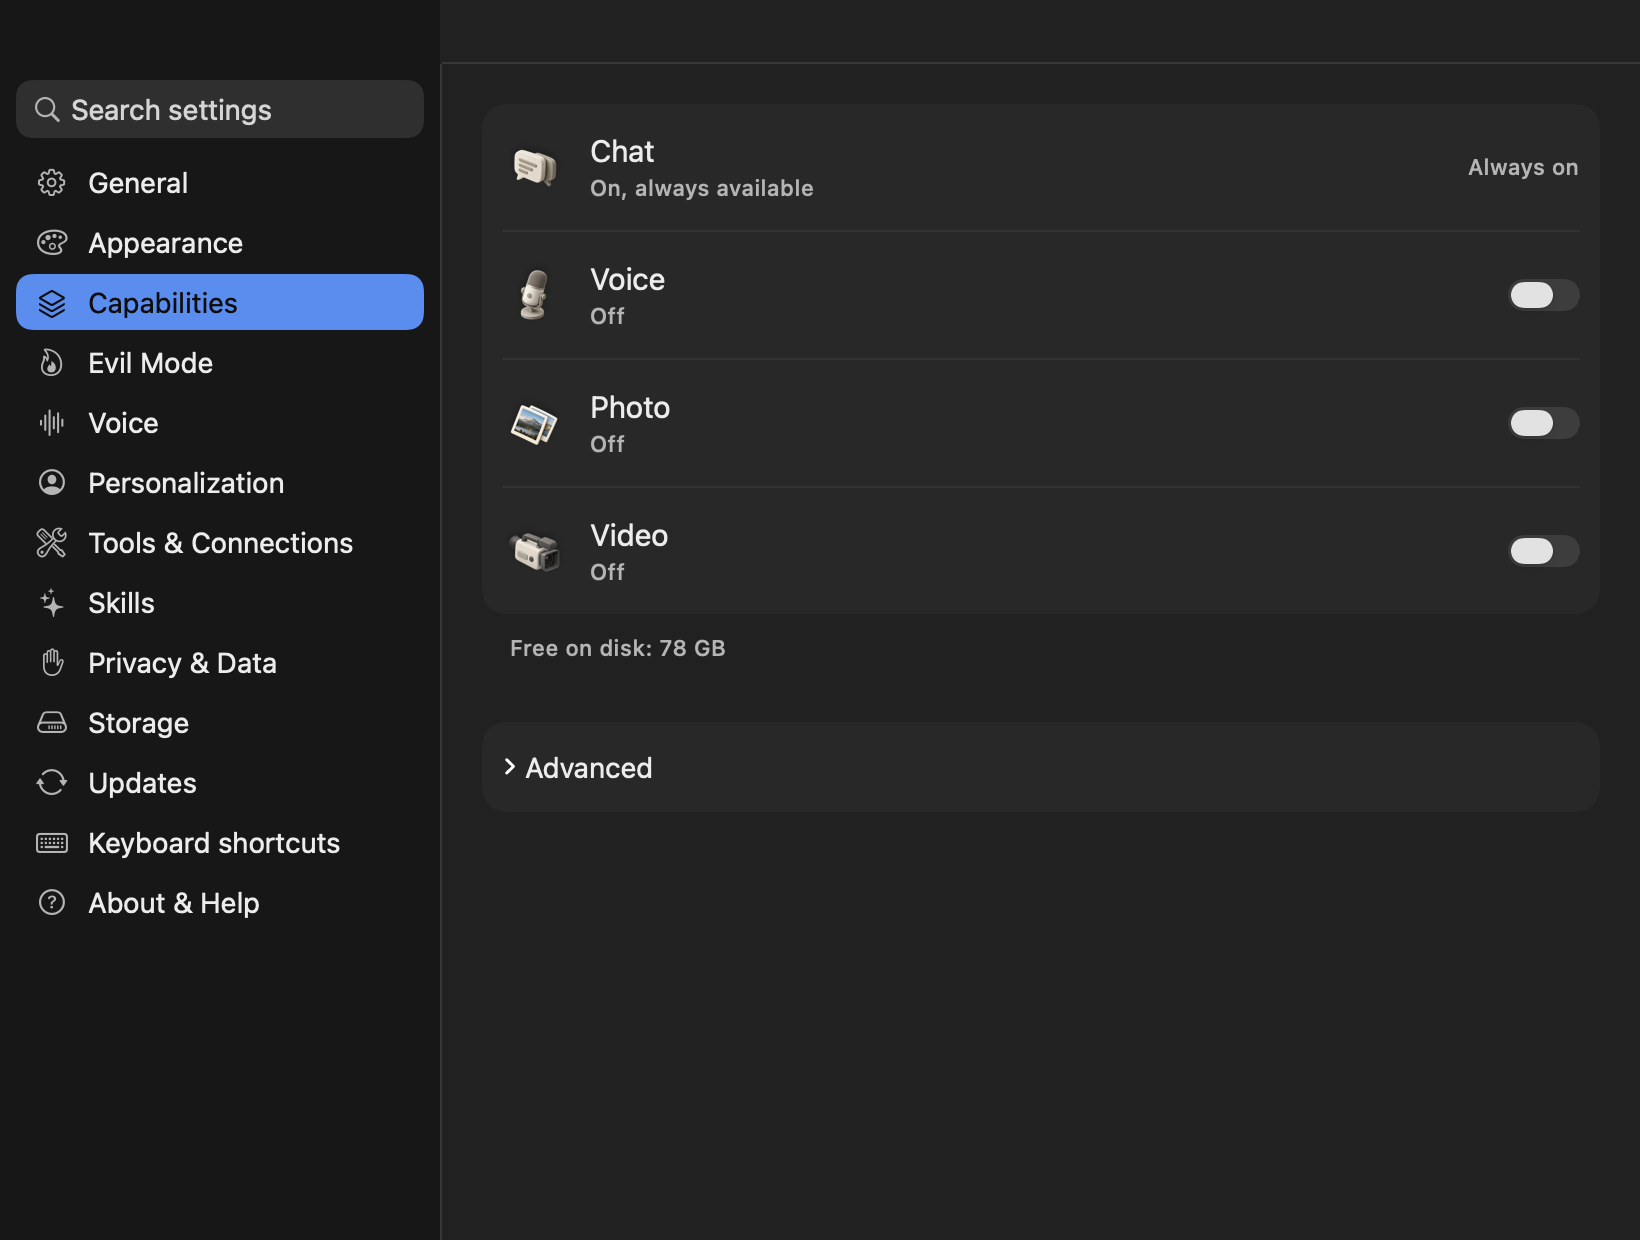 Search settings
General
Appearance
Capabilities
Evil Mode
Voice
Personalization
Tools & Connections
Skills
Privacy & Data
Storage
Updates
Keyboard shortcuts
About & Help
Chat
On, always available
Always on
Voice
Off
Photo
Off
Video
Off
Free on disk: 78 GB
Advanced